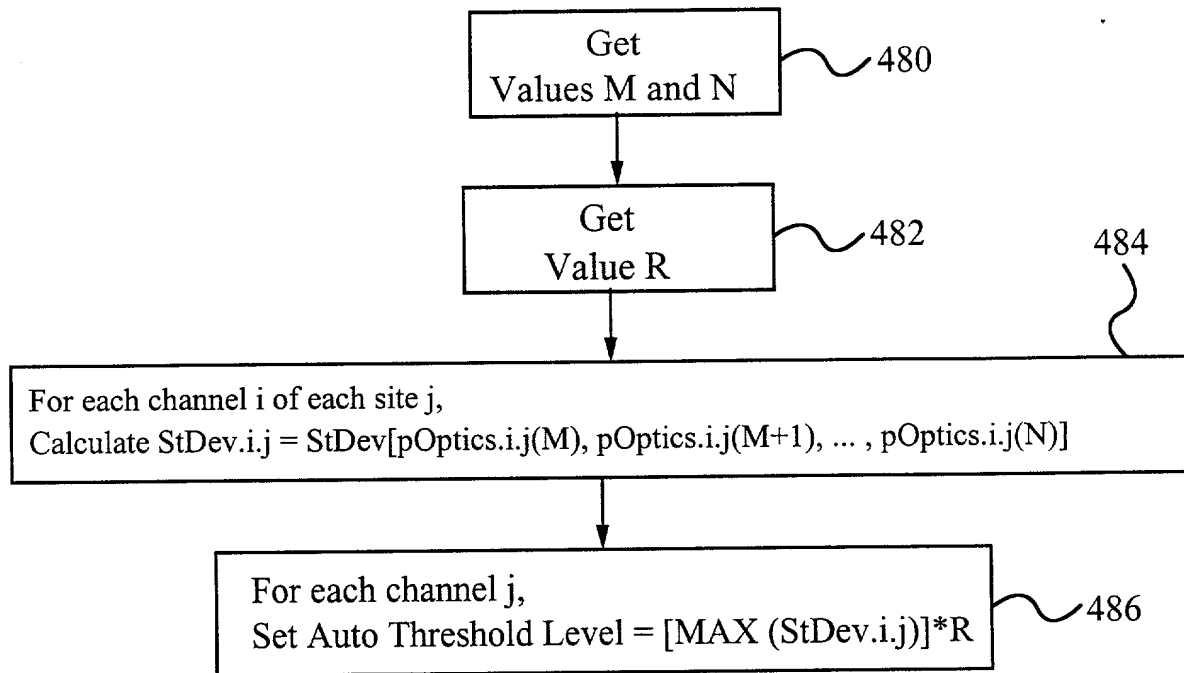 Get
Values M and N
480
Get
Value R
482
484
For each channel i of each site j,
Calculate StDev.i.j = StDev[pOptics.i.j(M), pOptics.i.j(M+1), ... , pOptics.i.j(N)]
For each channel j,
Set Auto Threshold Level = [MAX (StDev.i.j)]*R
486